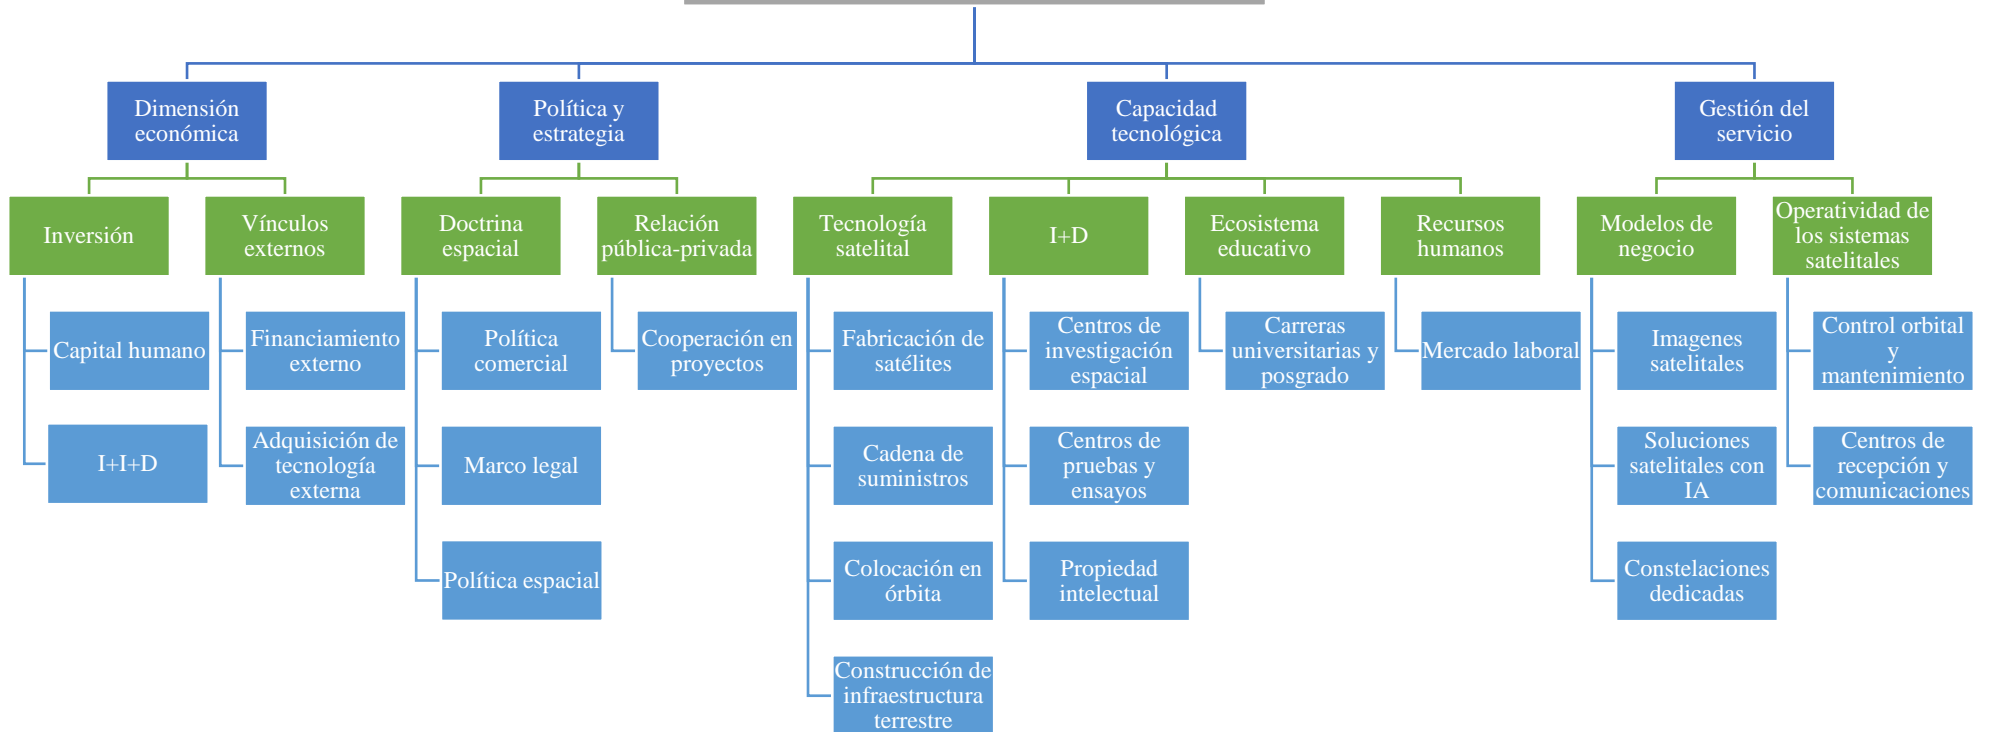 Dimensión
económica
Política y
estrategia
Capacidad
tecnológica
Gestión del
servicio
Inversión
Vínculos
externos
Doctrina
espacial
Relación
pública-privada
Tecnología
satelital
I+D
Ecosistema
educativo
Recursos
humanos
Modelos de
negocio
Operatividad de
los sistemas
satelitales
Capital humano
Financiamiento
externo
Política
comercial
Cooperación en
proyectos
Fabricación de
satélites
Centros de
investigación
espacial
Carreras
universitarias y
posgrado
Mercado laboral
Imagenes
satelitales
Control orbital
y
mantenimiento
I+I+D
Adquisición de
tecnología
externa
Marco legal
Cadena de
suministros
Centros de
pruebas y
ensayos
Soluciones
satelitales con
IA
Centros de
recepción y
comunicaciones
Política espacial
Colocación en
órbita
Propiedad
intelectual
Constelaciones
dedicadas
Construcción de
infraestructura
terrestre